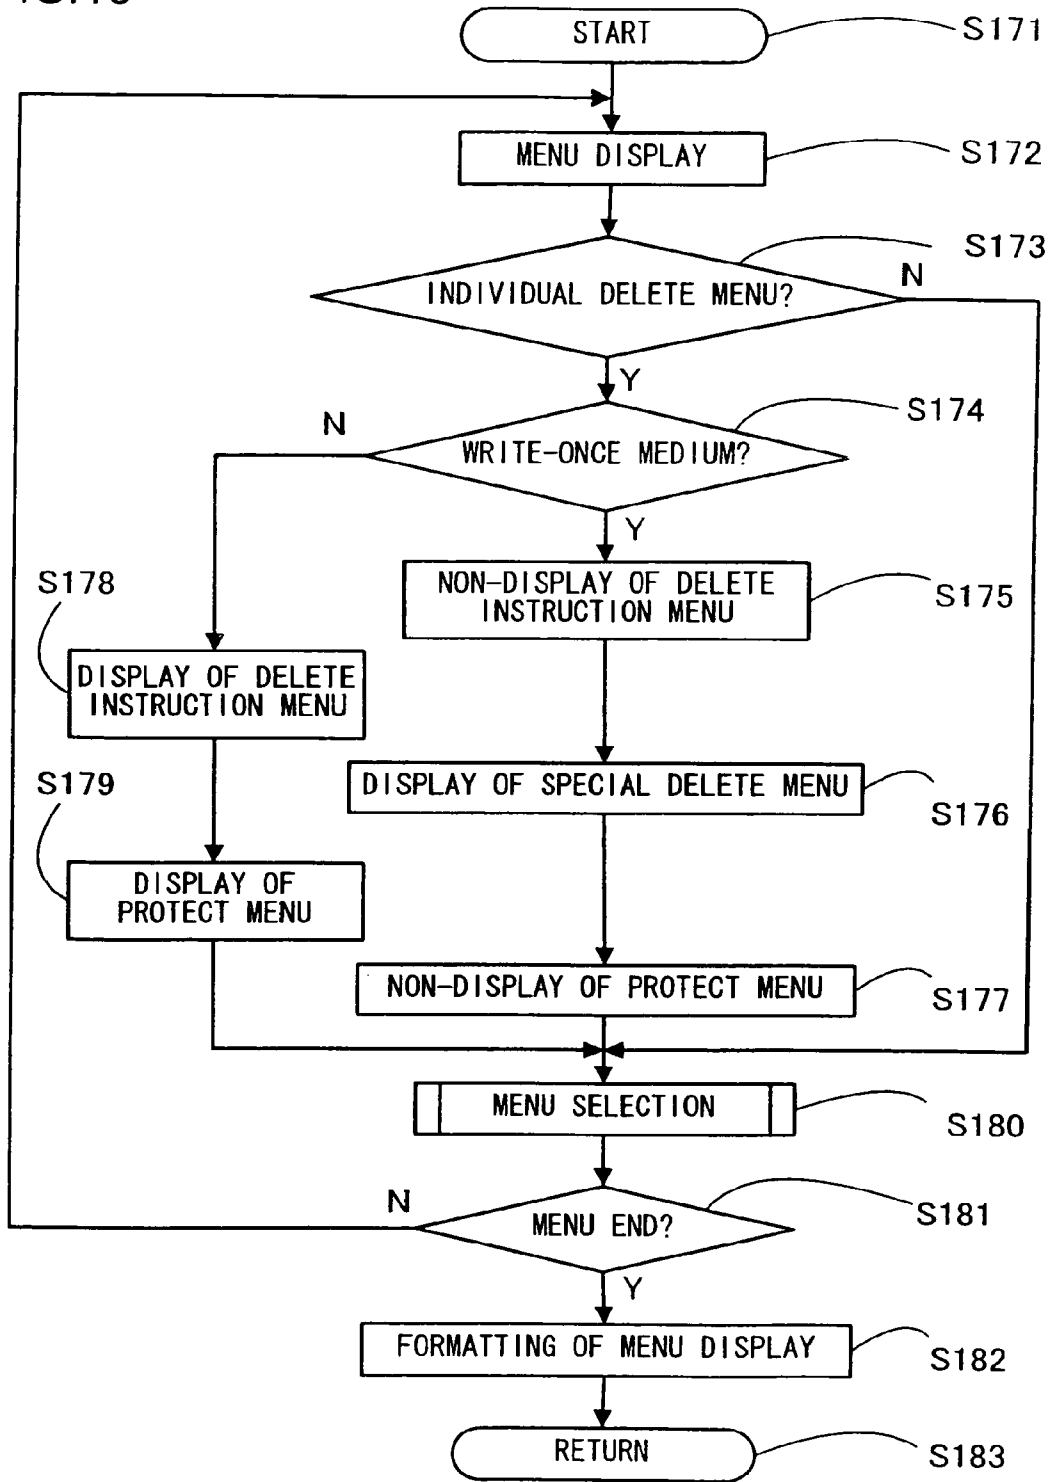 START
S171
MENU DISPLAY
S172
INDIVIDUAL DELETE MENU?
S173
N
Y
WRITE-ONCE MEDIUM?
S174
N
Y
NON-DISPLAY OF DELETE
INSTRUCTION MENU
S175
S178
DISPLAY OF DELETE
INSTRUCTION MENU
DISPLAY OF SPECIAL DELETE MENU
S176
S179
DISPLAY OF
PROTECT MENU
NON-DISPLAY OF PROTECT MENU
S177
MENU SELECTION
S180
MENU END?
S181
N
Y
FORMATTING OF MENU DISPLAY
S182
RETURN
S183